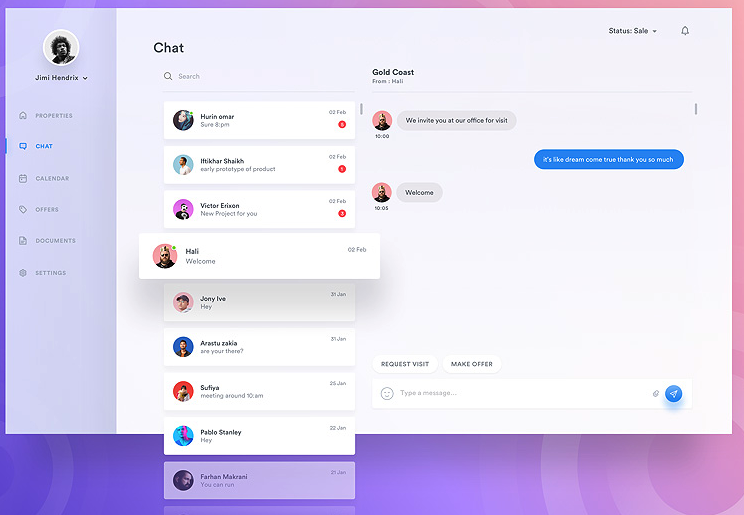 Status: Sale
Jimi Hendrix
PROPERTIES
CHAT
CALENDAR
OFFERS
DOCUMENTS
SETTINGS
Chat
Search
Hurin omar
02 Feb
Sure 8:pm
Iftikhar Shaikh
02 Feb
early prototype of product
1
Victor Erixon
02 Feb
New Project for you
3
Hali
02 Feb
Welcome
Jony Ive
31 Jan
Hey
Arastu zakia
31 Jan
are your there?
Sufiya
25 Jan
meeting around 10:am
Pablo Stanley
22 Jan
Hey
Farhan Makrani
21 Jan
You can run
Gold Coast
From : Hali
We invite you at our office for visit
10:00
it's like dream come true thank you so much
Welcome
10:05
REQUEST VISIT
MAKE OFFER
Type a message...